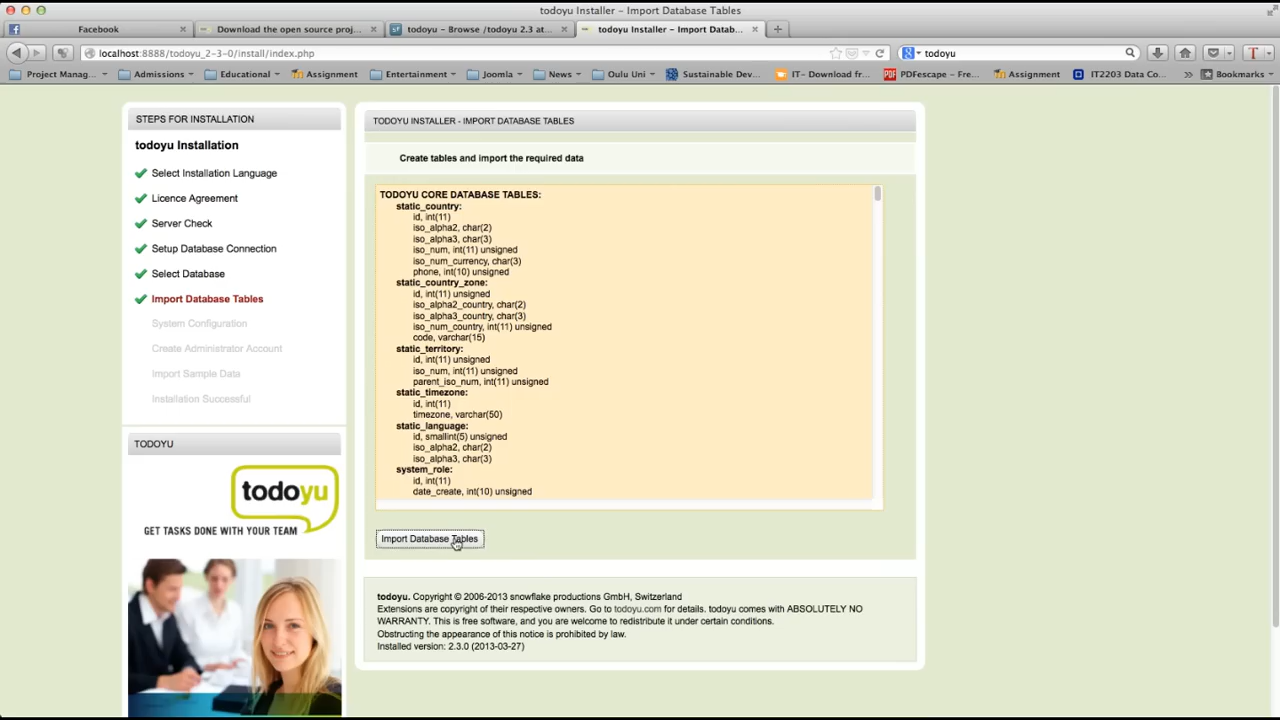 todoyu Installer – Import Database Tables
Facebook
Download the open source proj...
todoyu - Browse /todoyu 2.3 at...
todoyu Installer – Import Datab...
localhost:8888/todoyu_2-3-0/install/index.php
todoyu
Project Manag...
Admissions
Educational
Assignment
Entertainment
Joomla
News
Oulu Uni
Sustainable Dev...
IT- Download fr...
PDFescape - Fre...
Assignment
IT2203 Data Co...
Bookmarks
STEPS FOR INSTALLATION
todoyu Installation
Select Installation Language
Licence Agreement
Server Check
Setup Database Connection
Select Database
Import Database Tables
System Configuration
Create Administrator Account
Import Sample Data
Installation Successful
TODOYU
todoyu
GET TASKS DONE WITH YOUR TEAM
TODOYU INSTALLER - IMPORT DATABASE TABLES
Create tables and import the required data
TODOYU CORE DATABASE TABLES:
static_country:
id, int(11)
iso_alpha2, char(2)
iso_alpha3, char(3)
iso_num, int(11) unsigned
iso_num_currency, char(3)
phone, int(10) unsigned
static_country_zone:
id, int(11) unsigned
iso_alpha2_country, char(2)
iso_alpha3_country, char(3)
iso_num_country, int(11) unsigned
code, varchar(15)
static_territory:
id, int(11) unsigned
iso_num, int(11) unsigned
parent_iso_num, int(11) unsigned
static_timezone:
id, int(11)
timezone, varchar(50)
static_language:
id, smallint(5) unsigned
iso_alpha2, char(2)
iso_alpha3, char(3)
system_role:
id, int(11)
date_create, int(10) unsigned
Import Database Tables
todoyu. Copyright © 2006-2013 snowflake productions GmbH, Switzerland
Extensions are copyright of their respective owners. Go to todoyu.com for details. todoyu comes with ABSOLUTELY NO
WARRANTY. This is free software, and you are welcome to redistribute it under certain conditions.
Obstructing the appearance of this notice is prohibited by law.
Installed version: 2.3.0 (2013-03-27)